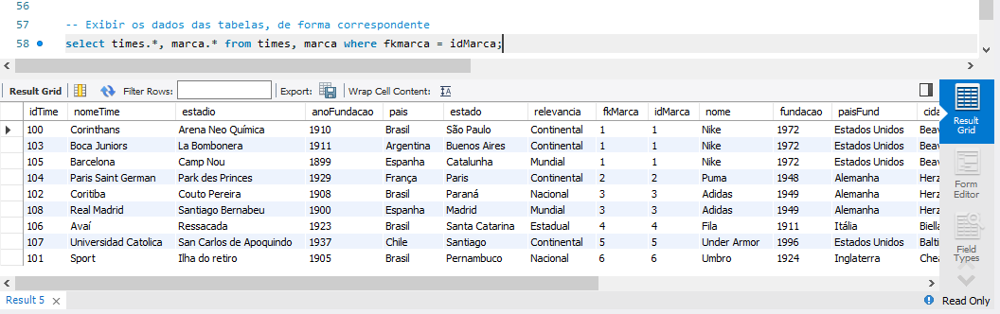 56
57 -- Exibir os dados das tabelas, de forma correspondente
58 select times.*, marca.* from times, marca where fkmarca = idMarca;
Result Grid Filter Rows: Export: Wrap Cell Content:
idTime nomeTime estadio anoFundacao pais estado relevancia fkMarca idMarca nome fundacao paisFund cida
100 Corinthans Arena Neo Química 1910 Brasil São Paulo Continental 1 1 Nike 1972 Estados Unidos Beav
103 Boca Juniors La Bombonera 1911 Argentina Buenos Aires Continental 1 1 Nike 1972 Estados Unidos Beav
105 Barcelona Camp Nou 1899 Espanha Catalunha Mundial 1 1 Nike 1972 Estados Unidos Beav
104 Paris Saint German Park des Princes 1929 França Paris Continental 2 2 Puma 1948 Alemanha Herz
102 Coritiba Couto Pereira 1908 Brasil Paraná Nacional 3 3 Adidas 1949 Alemanha Herz
108 Real Madrid Santiago Bernabeu 1900 Espanha Madrid Mundial 3 3 Adidas 1949 Alemanha Herz
106 Avaí Ressacada 1923 Brasil Santa Catarina Estadual 4 4 Fila 1911 Itália Biella
107 Universidad Catolica San Carlos de Apoquindo 1937 Chile Santiago Continental 5 5 Under Armor 1996 Estados Unidos Balti
101 Sport Ilha do retiro 1905 Brasil Pernambuco Nacional 6 6 Umbro 1924 Inglaterra Chea
Result Grid
Form Editor
Field Types
Result 5
Read Only